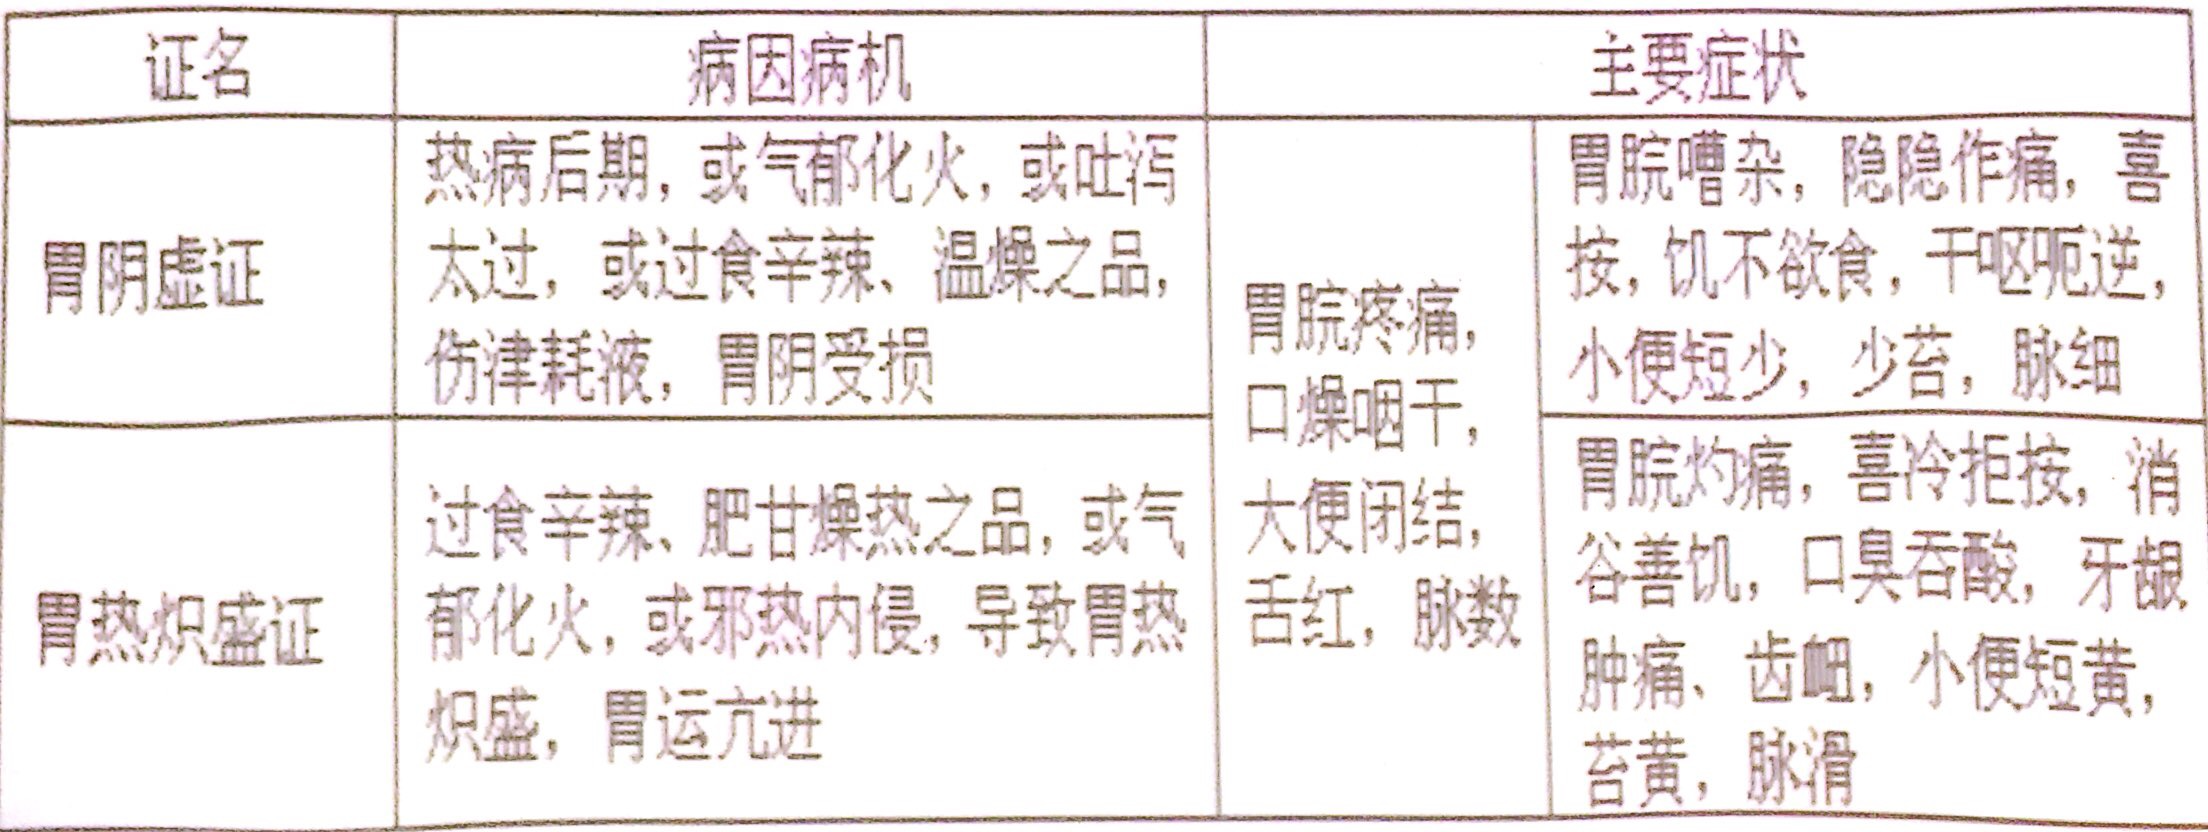 证名
病因病机
主要症状
胃阴虚证
热病后期，或气郁化火，或吐泻
太过，或过食辛辣、温燥之品，
伤津耗液，胃阴受损
胃脘疼痛，
口燥咽干，
大便闭结，
舌红，脉数
胃脘嘈杂，隐隐作痛，喜
按，饥不欲食，干呕呃逆，
小便短少，少苔，脉细
胃热炽盛证
过食辛辣、肥甘燥热之品，或气
郁化火，或邪热内侵，导致胃热
炽盛，胃运亢进
胃脘灼痛，喜冷拒按，消
谷善饥，口臭吞酸，牙龈
肿痛、齿衄，小便短黄，
苔黄，脉滑